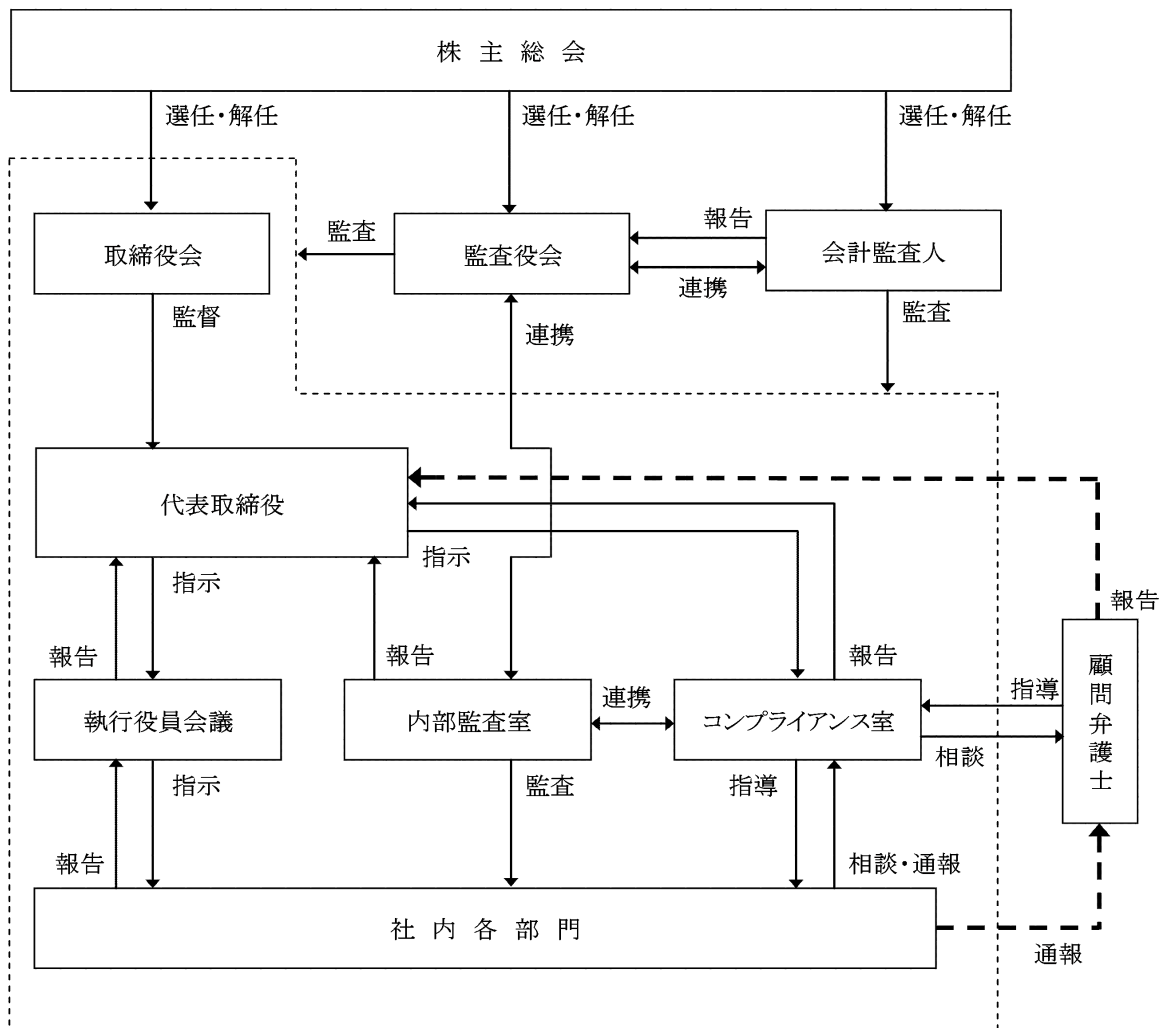 株主総会
選任・解任
選任・解任
選任・解任
取締役会
監査
監査役会
報告
連携
会計監査人
監督
連携
監査
代表取締役
指示
指示
報告
報告
報告
報告
執行役員会議
内部監査室
連携
コンプライアンス室
指導
相談
顧問弁護士
指示
監査
指導
報告
相談・通報
社内各部門
通報